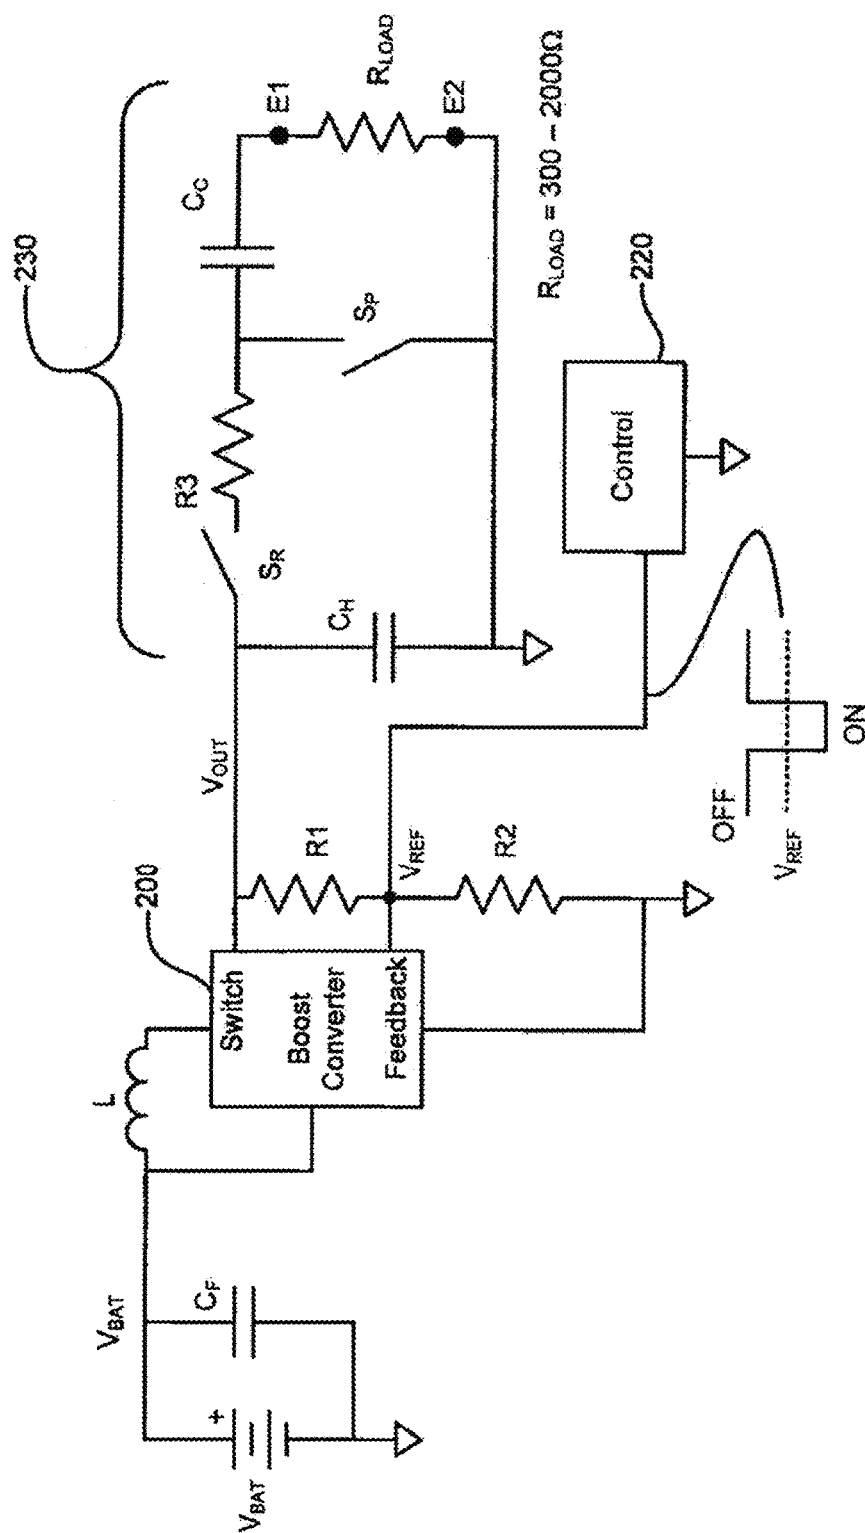 230
C_C
E1
R_LOAD
E2
R3
S_R
S_P
C_H
V_OUT
R_LOAD = 300 – 2000Ω
200
L
Switch
Boost
Converter
Feedback
R1
V_REF
R2
V_BAT
C_F
+
V_BAT
220
Control
OFF
V_REF
ON